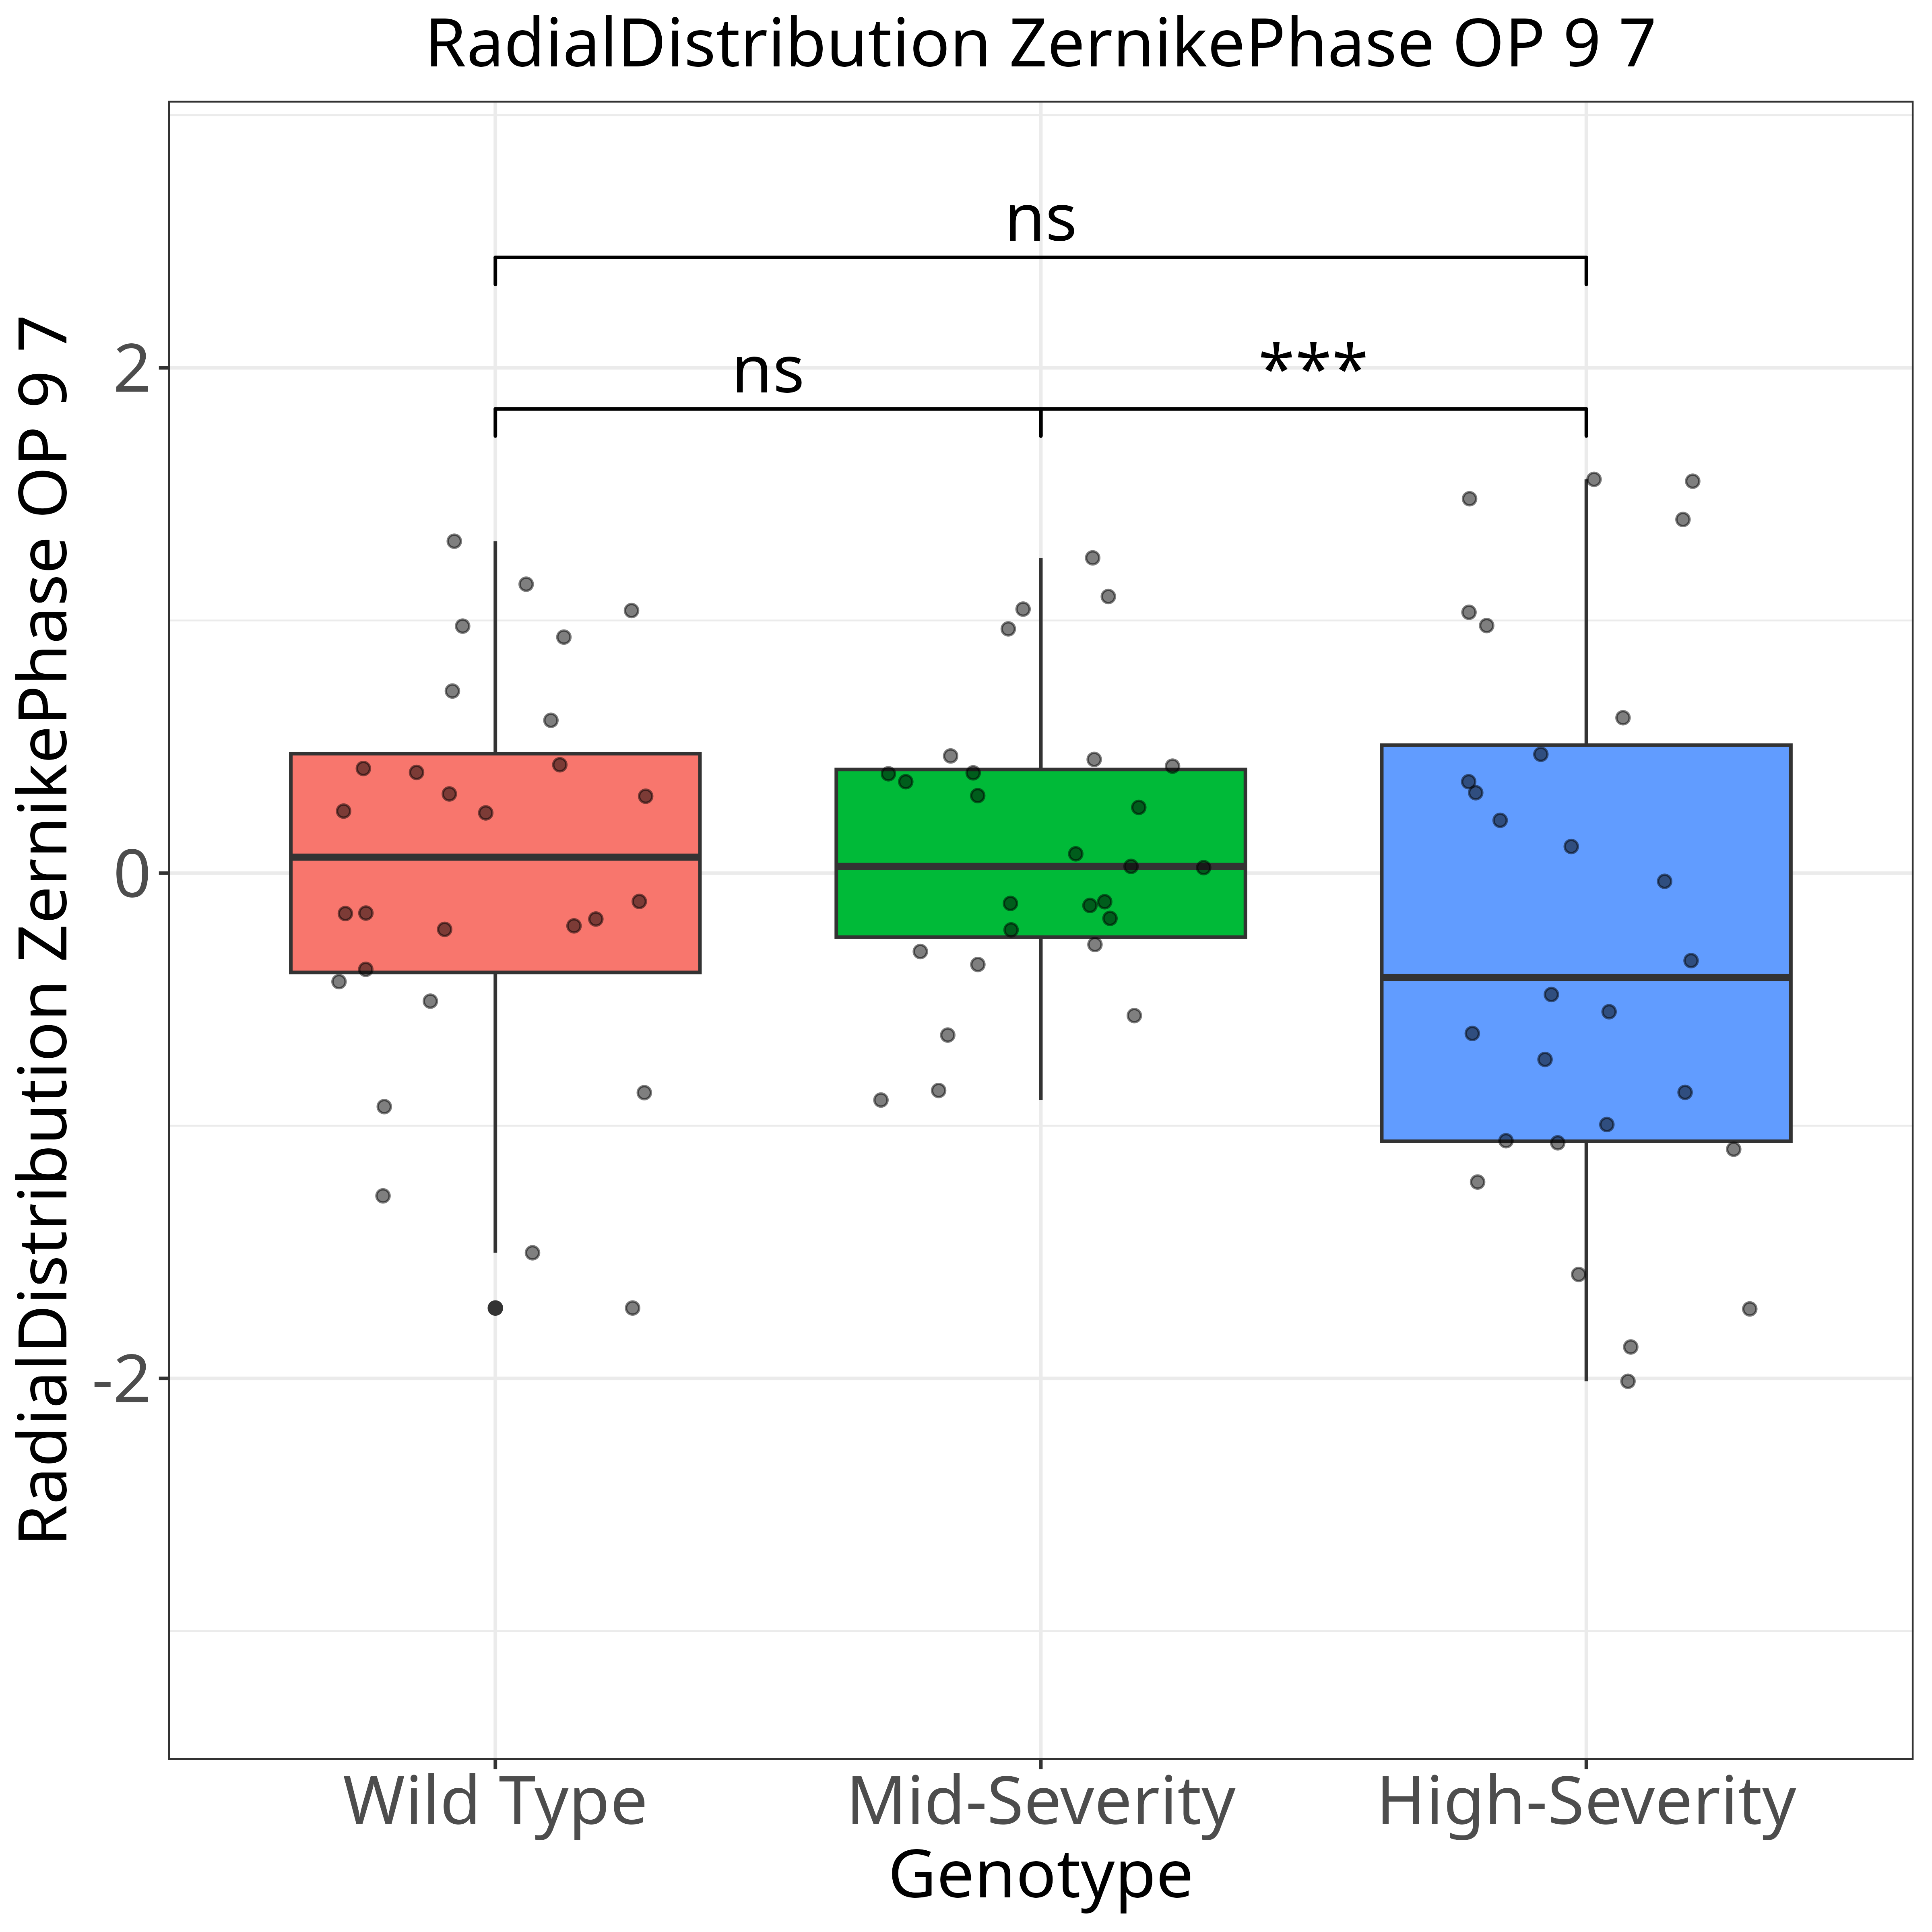 RadialDistribution ZernikePhase OP 9 7
RadialDistribution ZernikePhase OP 9 7
ns
ns
***
2
0
-2
Wild Type
Mid-Severity
High-Severity
Genotype